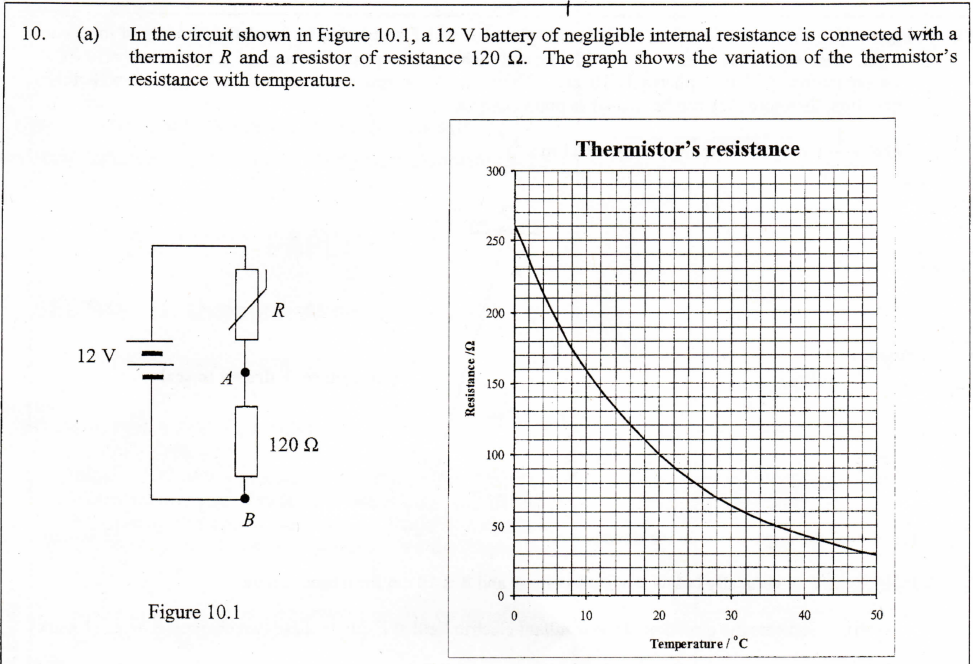 10. (a) In the circuit shown in Figure 10.1, a 12 V battery of negligible internal resistance is connected with a
thermistor R and a resistor of resistance 120 Ω. The graph shows the variation of the thermistor's
resistance with temperature.
Thermistor's resistance
300
250
200
150
100
50
0
Resistance /Ω
0 10 20 30 40 50
Temperature / °C
12 V
R
A
120 Ω
B
Figure 10.1